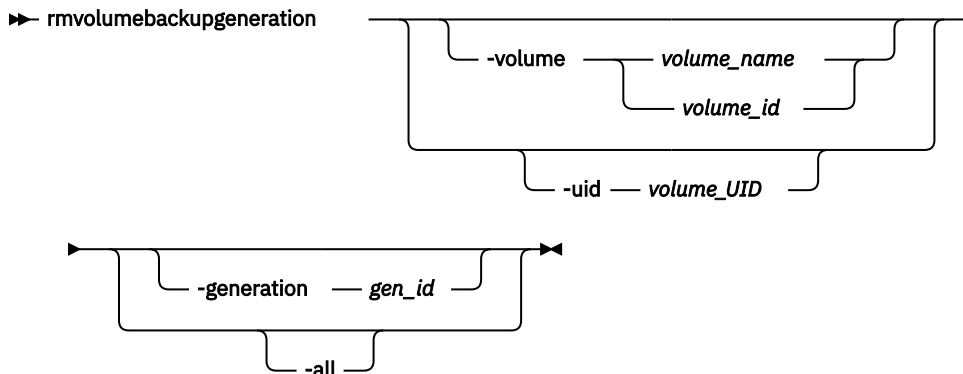 rmvolumebackupgeneration
-volume volume_name
volume_id
-uid volume_UID
-generation gen_id
-all